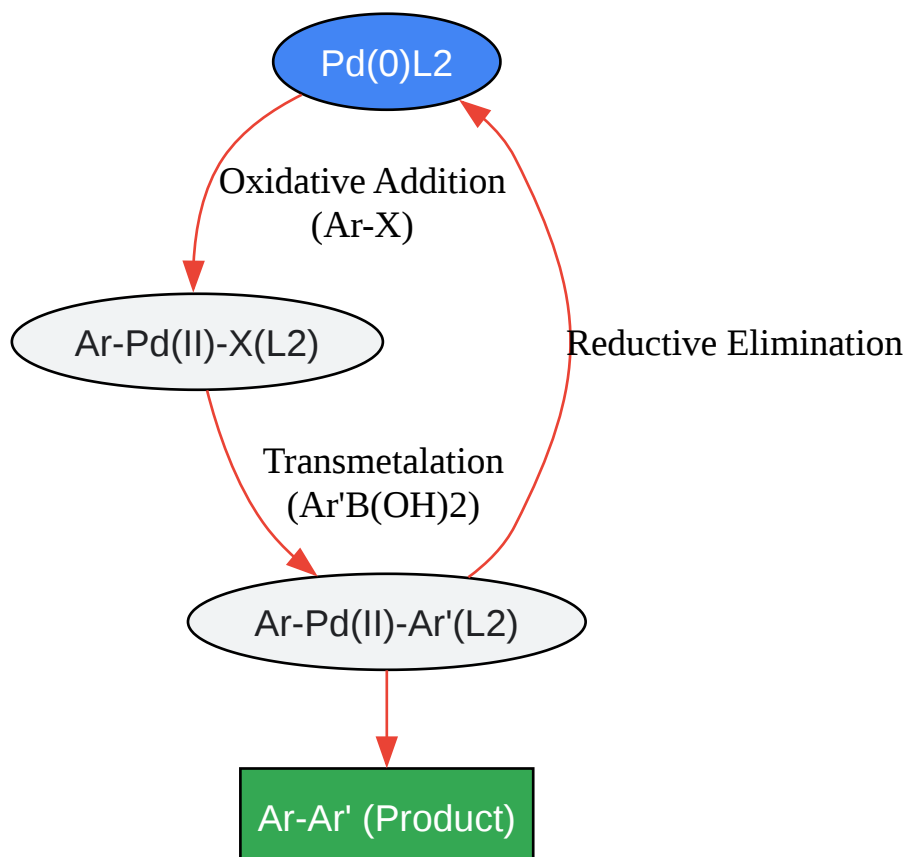 Pd(0)L2
Oxidative Addition
(Ar-X)
Ar-Pd(II)-X(L2)
Reductive Elimination
Transmetalation
(Ar'B(OH)2)
Ar-Pd(II)-Ar'(L2)
Ar-Ar' (Product)